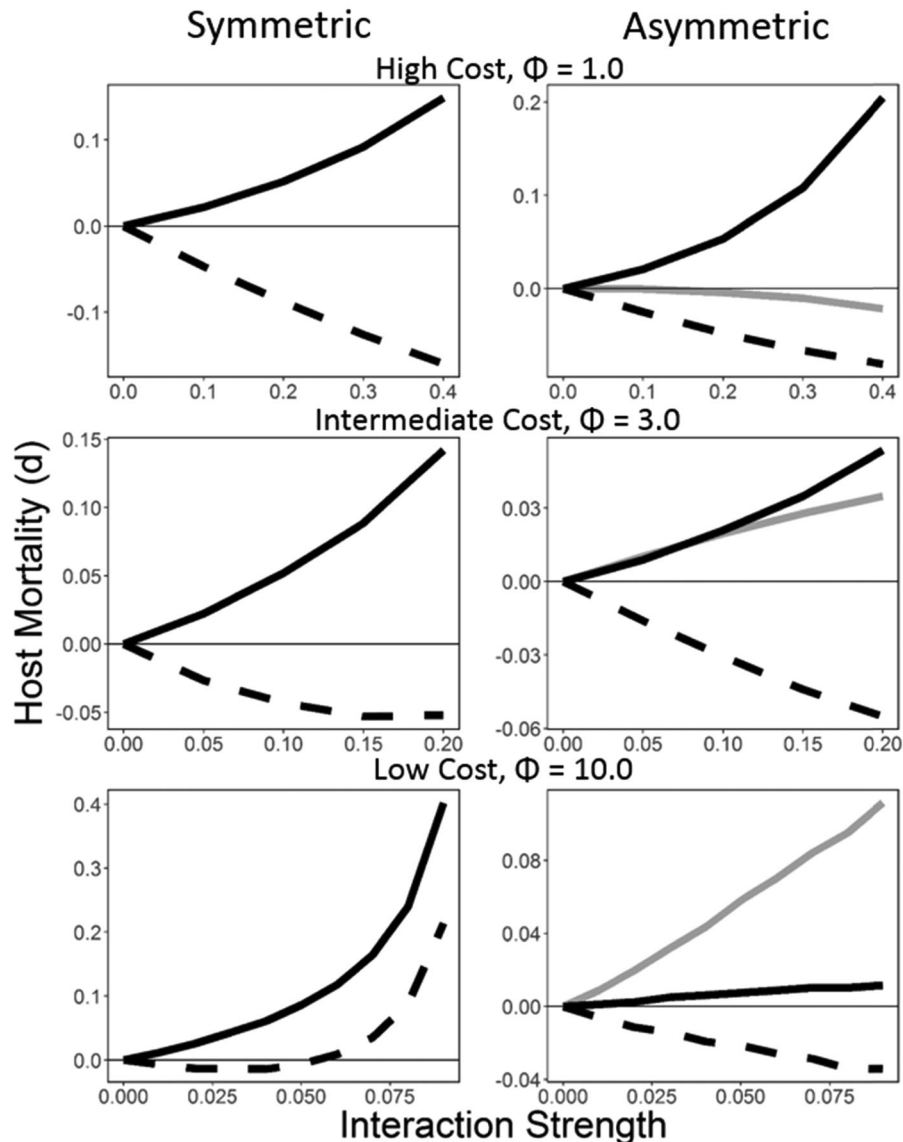 Symmetric Asymmetric
High Cost, Φ = 1.0
0.1
0.0
-0.1
0.0 0.1 0.2 0.3 0.4
0.2
0.1
0.0
0.0 0.1 0.2 0.3 0.4
Intermediate Cost, Φ = 3.0
0.15
0.10
0.05
0.00
-0.05
0.00 0.05 0.10 0.15 0.20
0.03
0.00
-0.03
-0.06
0.00 0.05 0.10 0.15 0.20
Low Cost, Φ = 10.0
0.4
0.3
0.2
0.1
0.0
0.000 0.025 0.050 0.075
0.08
0.04
0.00
-0.04
0.000 0.025 0.050 0.075
Host Mortality (d)
Interaction Strength